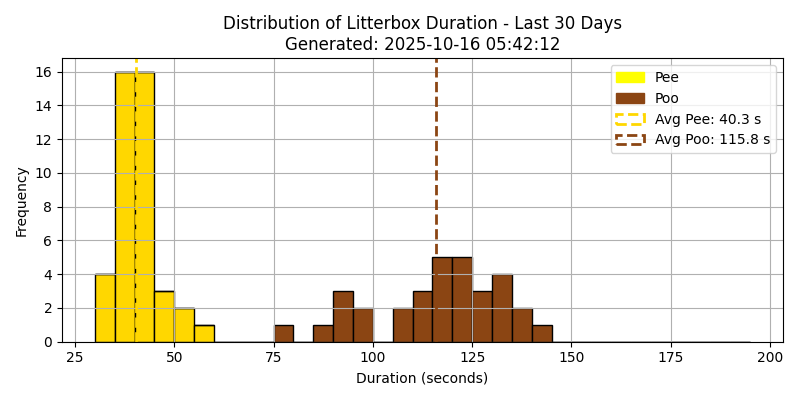 Distribution of Litterbox Duration - Last 30 Days
Generated: 2025-10-16 05:42:12
Pee
Poo
Avg Pee: 40.3 s
Avg Poo: 115.8 s
Frequency
16
14
12
10
8
6
4
2
0
25 50 75 100 125 150 175 200
Duration (seconds)